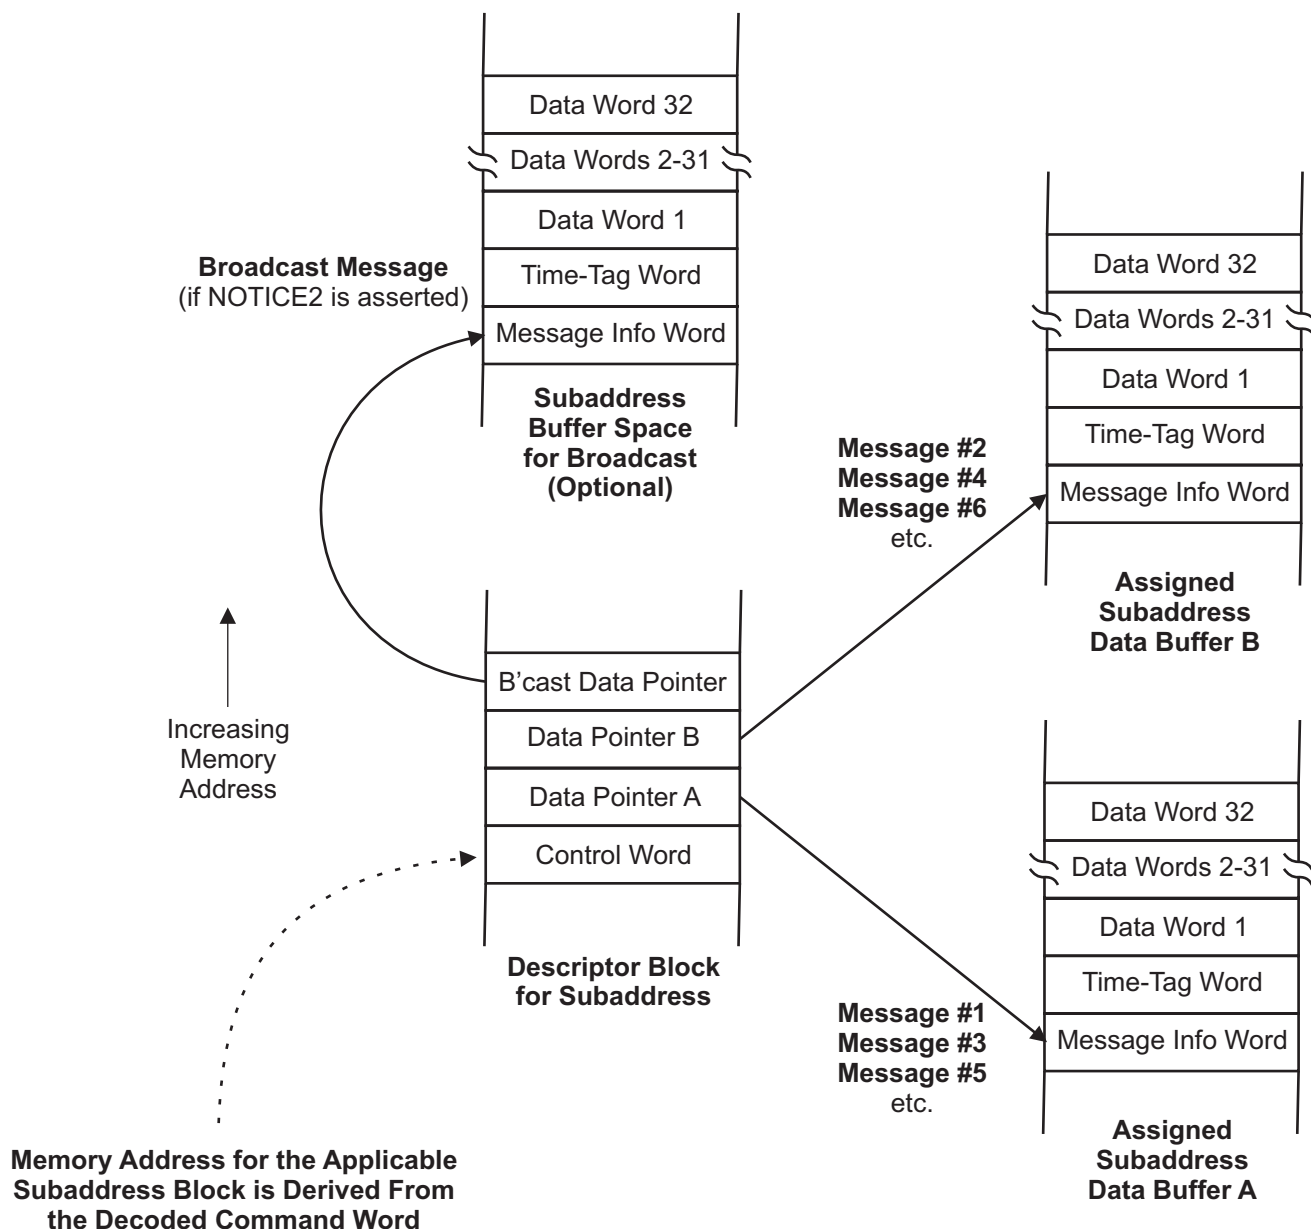 Data Word 32
Data Words 2-31
Data Word 1
Time-Tag Word
Message Info Word
Subaddress
Buffer Space
for Broadcast
(Optional)
Broadcast Message
(if NOTICE2 is asserted)
Data Word 32
Data Words 2-31
Data Word 1
Time-Tag Word
Message Info Word
Assigned
Subaddress
Data Buffer B
Message #2
Message #4
Message #6
etc.
Increasing
Memory
Address
B’cast Data Pointer
Data Pointer B
Data Pointer A
Control Word
Descriptor Block
for Subaddress
Data Word 32
Data Words 2-31
Data Word 1
Time-Tag Word
Message Info Word
Assigned
Subaddress
Data Buffer A
Message #1
Message #3
Message #5
etc.
Memory Address for the Applicable
Subaddress Block is Derived From
the Decoded Command Word